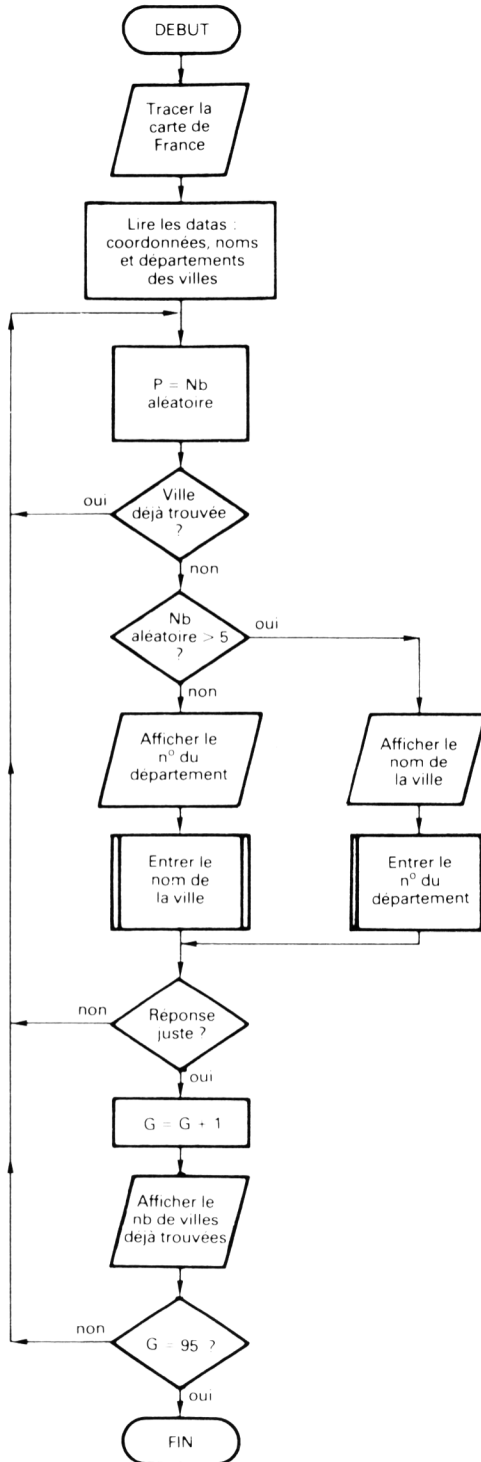 DEBUT
Tracer la
carte de
France
Lire les datas :
coordonnées, noms
et départements
des villes
P = Nb
aléatoire
oui
Ville
déjà trouvée
?
non
Nb
aléatoire > 5
?
oui
non
Afficher le
n° du
département
Afficher le
nom de
la ville
Entrer le
nom de
la ville
Entrer le
n° du
département
non
Réponse
juste ?
oui
G = G + 1
Afficher le
nb de villes
déjà trouvées
non
G = 95 ?
oui
FIN